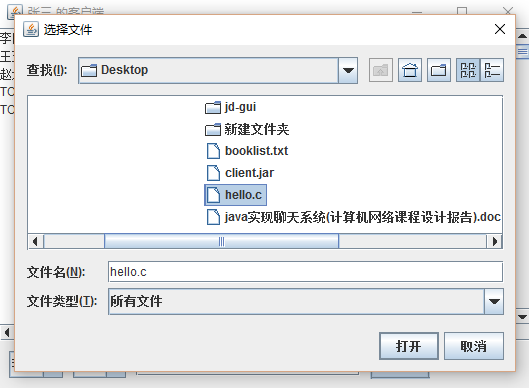 张三 的客户端
选择文件
查找(I):
Desktop
jd-gui
新建文件夹
booklist.txt
client.jar
hello.c
java实现聊天系统(计算机网络课程设计报告).doc
文件名(N):
hello.c
文件类型(T):
所有文件
打开
取消